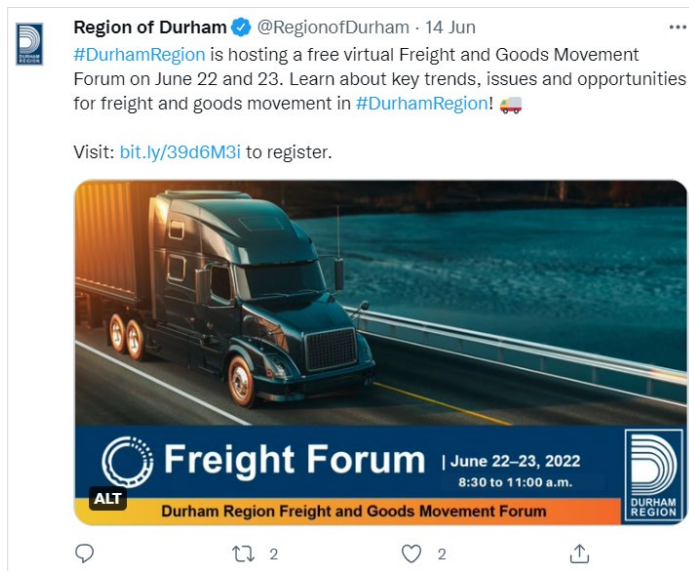 Region of Durham @RegionofDurham · 14 Jun
#DurhamRegion is hosting a free virtual Freight and Goods Movement
Forum on June 22 and 23. Learn about key trends, issues and opportunities
for freight and goods movement in #DurhamRegion! 🚚
Visit: bit.ly/39d6M3i to register.
Freight Forum | June 22–23, 2022
8:30 to 11:00 a.m.
ALT
Durham Region Freight and Goods Movement Forum
DURHAM
REGION
2
2
DURHAM
REGION